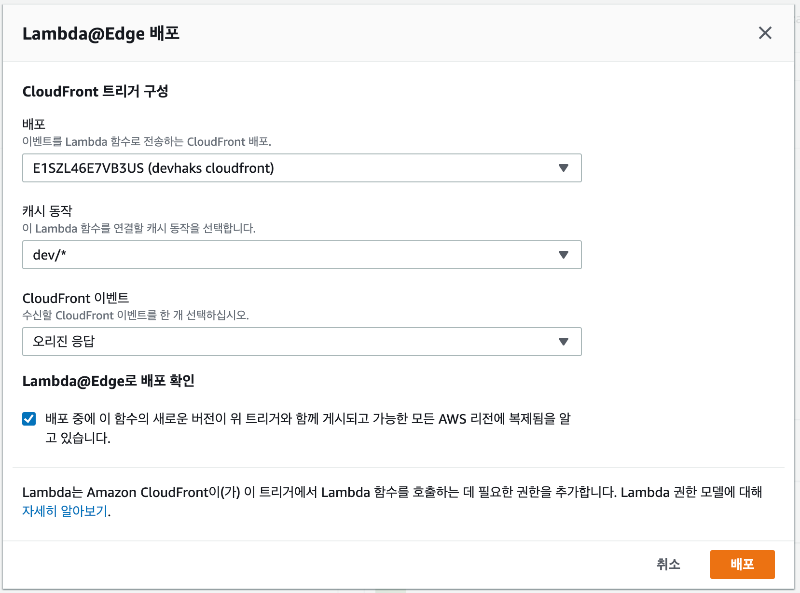 Lambda@Edge 배포
CloudFront 트리거 구성
배포
이벤트를 Lambda 함수로 전송하는 CloudFront 배포.
E1SZL46E7VB3US (devhaks cloudfront)
캐시 동작
이 Lambda 함수를 연결할 캐시 동작을 선택합니다.
dev/*
CloudFront 이벤트
수신할 CloudFront 이벤트를 한 개 선택하십시오.
오리진 응답
Lambda@Edge로 배포 확인
배포 중에 이 함수의 새로운 버전이 위 트리거와 함께 게시되고 가능한 모든 AWS 리전에 복제됨을 알
고 있습니다.
Lambda는 Amazon CloudFront이(가) 이 트리거에서 Lambda 함수를 호출하는 데 필요한 권한을 추가합니다. Lambda 권한 모델에 대해
자세히 알아보기.
취소 배포